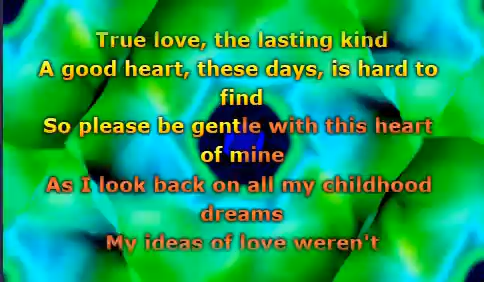 True love, the lasting kind
A good heart, these days, is hard to
find
So please be gentle with this heart
of mine
As I look back on all my childhood
dreams
My ideas of love weren't